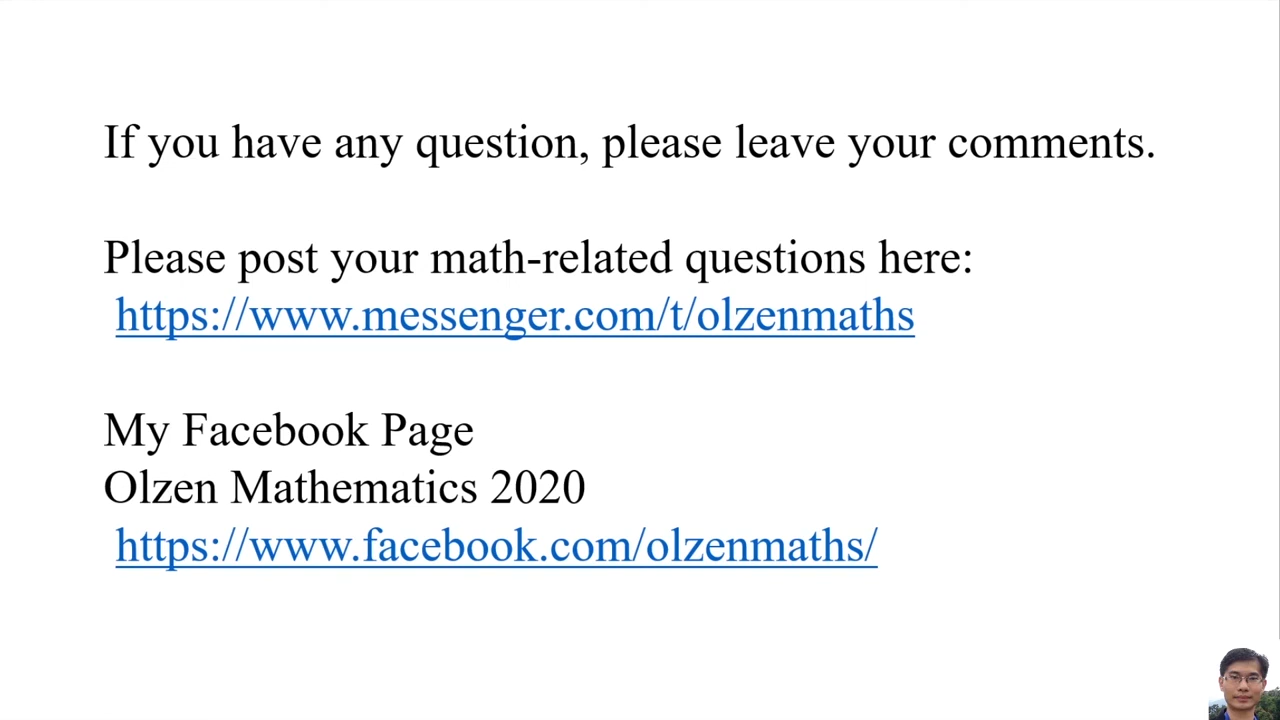 If you have any question, please leave your comments.
Please post your math-related questions here:
https://www.messenger.com/t/olzenmaths
My Facebook Page
Olzen Mathematics 2020
https://www.facebook.com/olzenmaths/